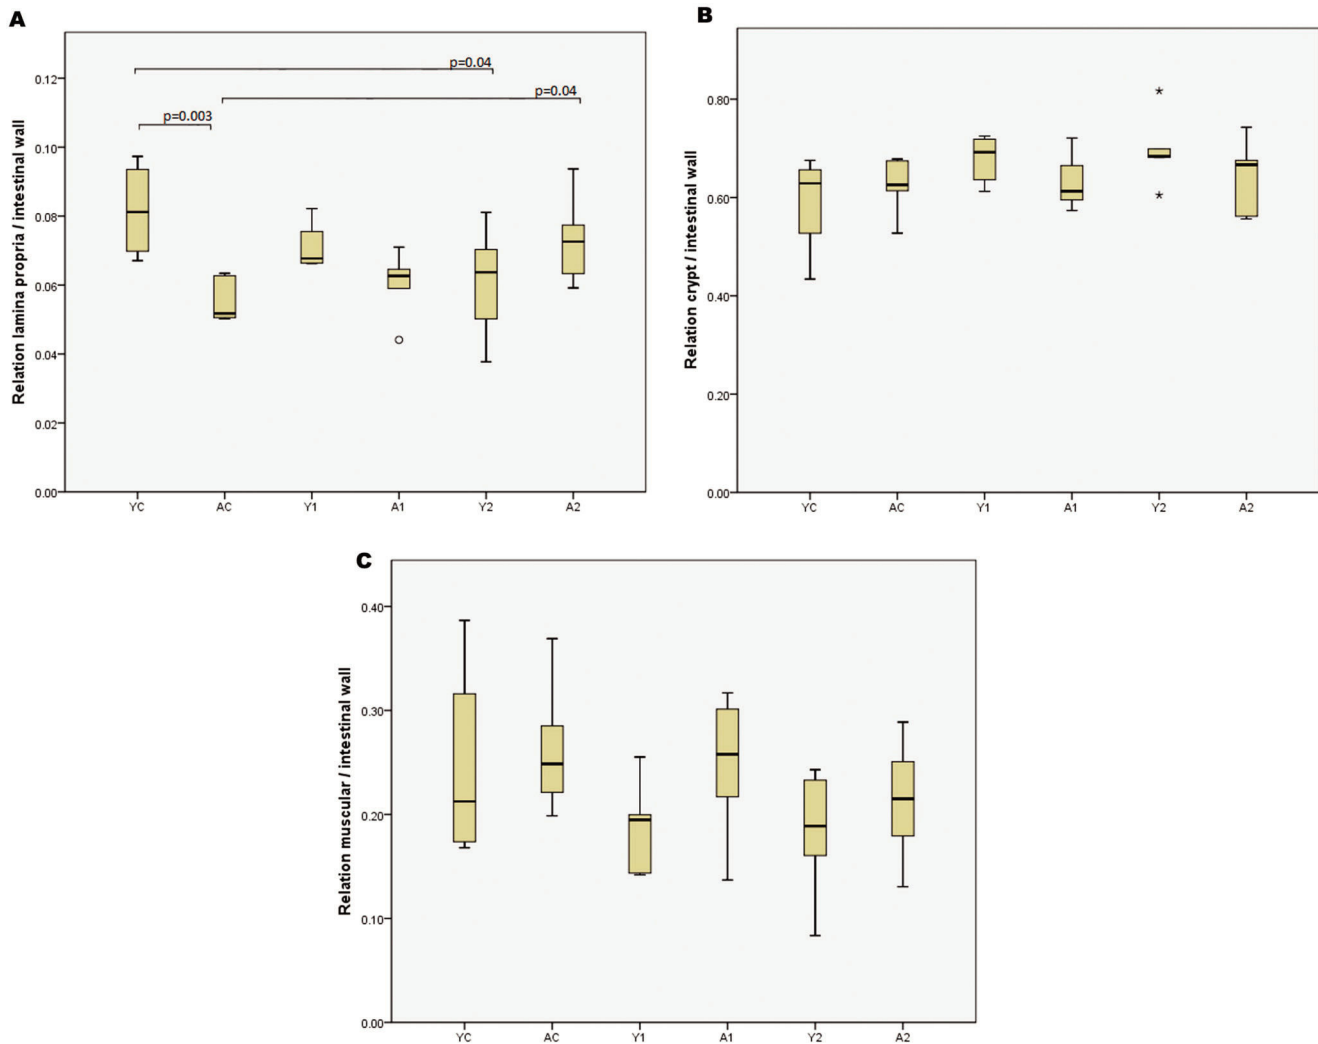 A
Relation lamina propria / intestinal wall
0.12
0.10
0.08
0.06
0.04
0.02
0.00
p=0.04
p=0.04
p=0.003
YC AC Y1 A1 Y2 A2
B
Relation crypt / intestinal wall
0.80
0.60
0.40
0.20
0.00
YC AC Y1 A1 Y2 A2
C
Relation muscular / intestinal wall
0.40
0.30
0.20
0.10
0.00
YC AC Y1 A1 Y2 A2